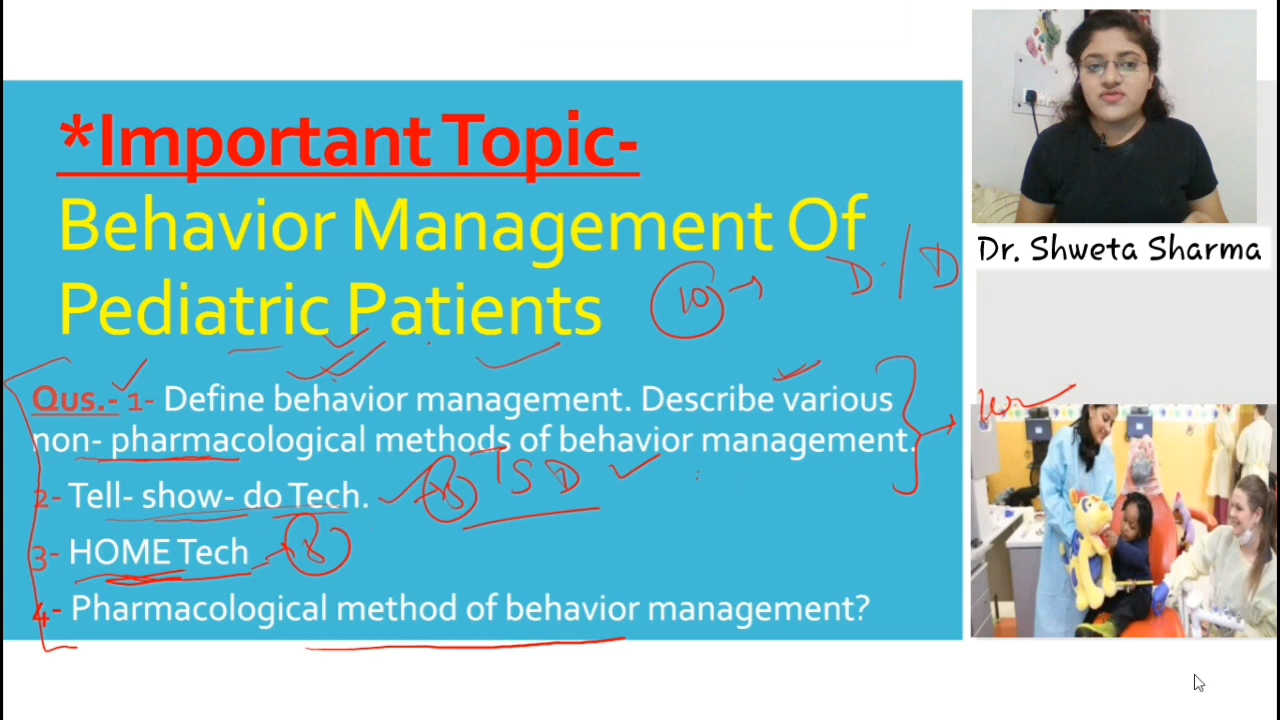 *Important Topic-
Behavior Management Of
Pediatric Patients
10 → D/D
Qus.- 1- Define behavior management. Describe various
non- pharmacological methods of behavior management.
2- Tell- show- do Tech. TSD
3- HOME Tech
4- Pharmacological method of behavior management?
Dr. Shweta Sharma